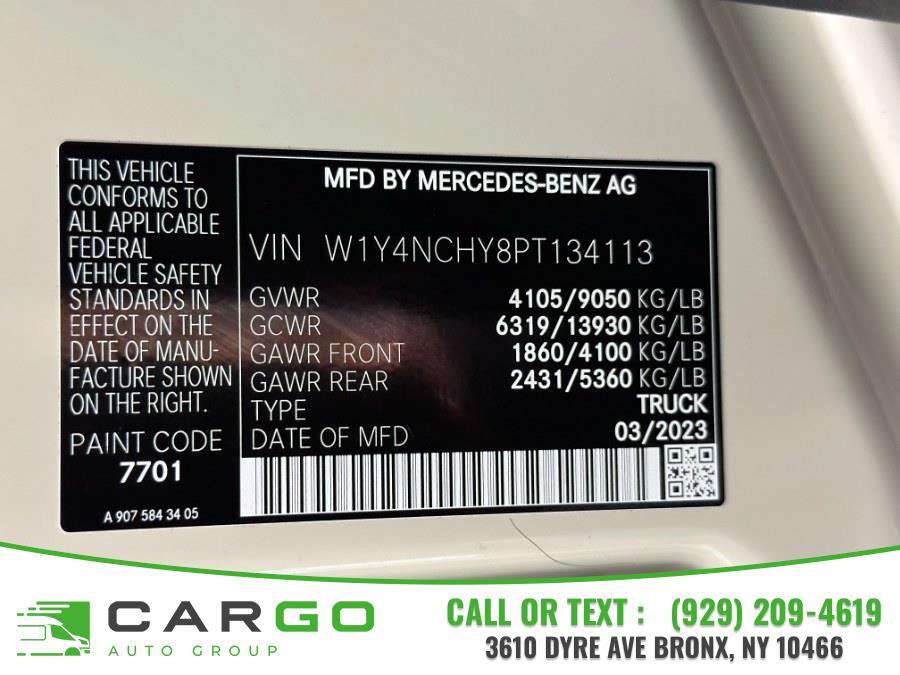 THIS VEHICLE
CONFORMS TO
ALL APPLICABLE
FEDERAL
VEHICLE SAFETY
STANDARDS IN
EFFECT ON THE
DATE OF MANU-
FACTURE SHOWN
ON THE RIGHT.
PAINT CODE
7701
A 907 584 34 05
MFD BY MERCEDES-BENZ AG
VIN W1Y4NCHY8PT134113
GVWR 4105/9050 KG/LB
GCWR 6319/13930 KG/LB
GAWR FRONT 1860/4100 KG/LB
GAWR REAR 2431/5360 KG/LB
TYPE TRUCK
DATE OF MFD 03/2023
CARGO
AUTO GROUP
CALL OR TEXT : (929) 209-4619
3610 DYRE AVE BRONX, NY 10466